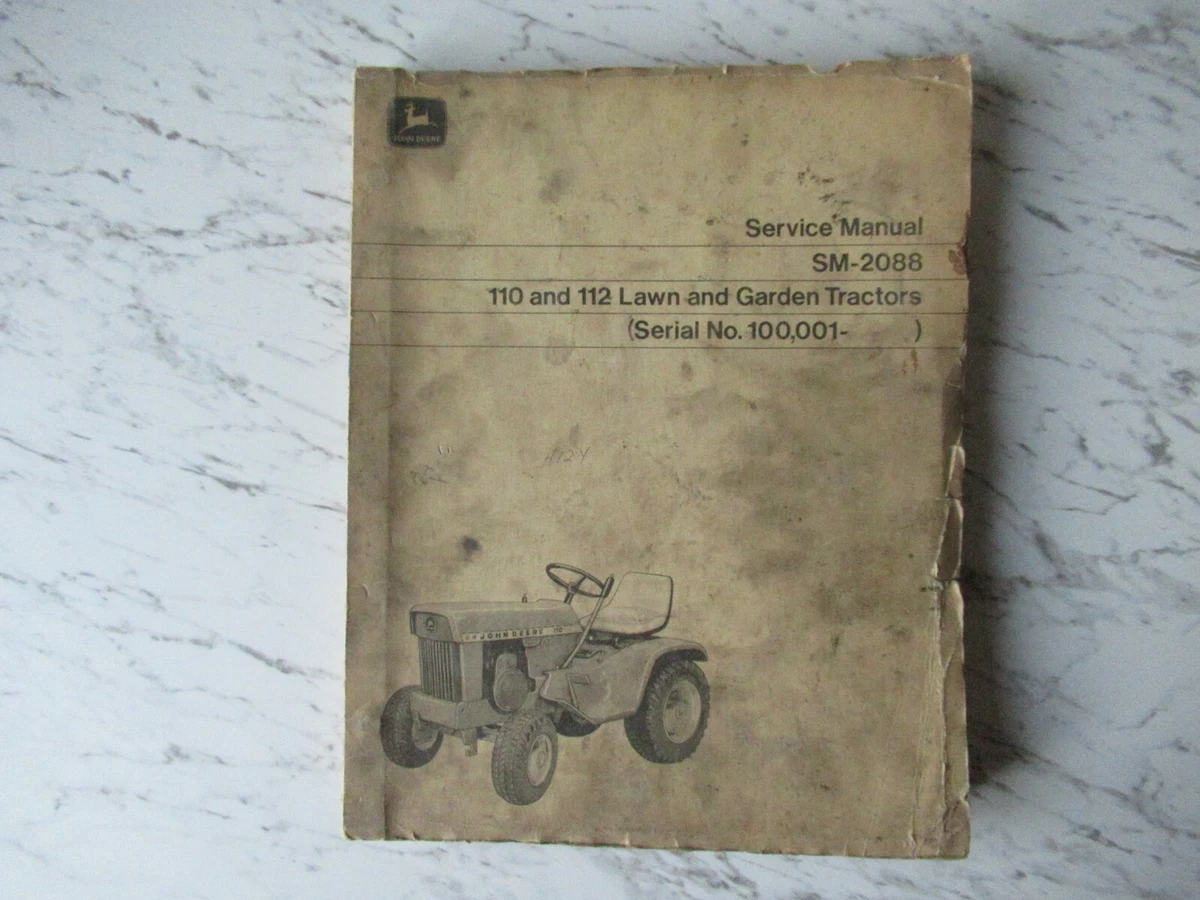 JOHN DEERE
Service Manual
SM-2088
110 and 112 Lawn and Garden Tractors
(Serial No. 100,001- )
JOHN DEERE 110